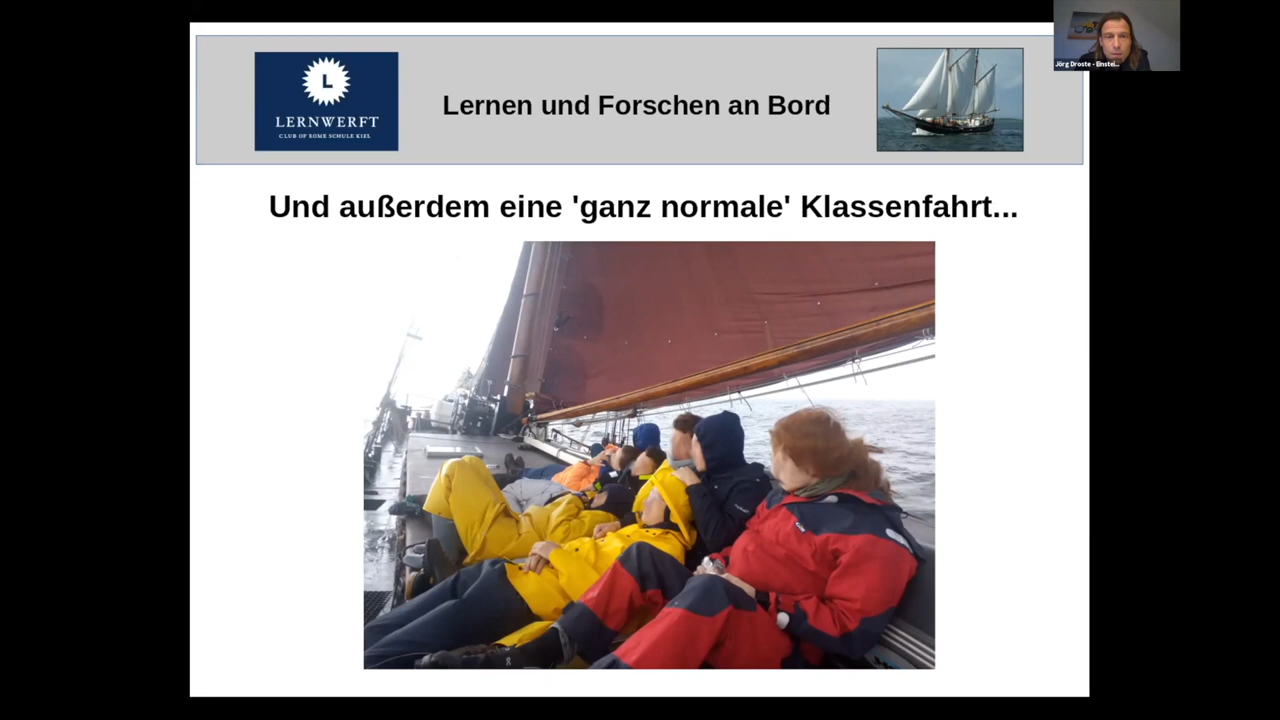 LERNWERFT
CLUB OF ROME SCHULE KIEL
Lernen und Forschen an Bord
Jörg Droste - Einstei...
Und außerdem eine 'ganz normale' Klassenfahrt...